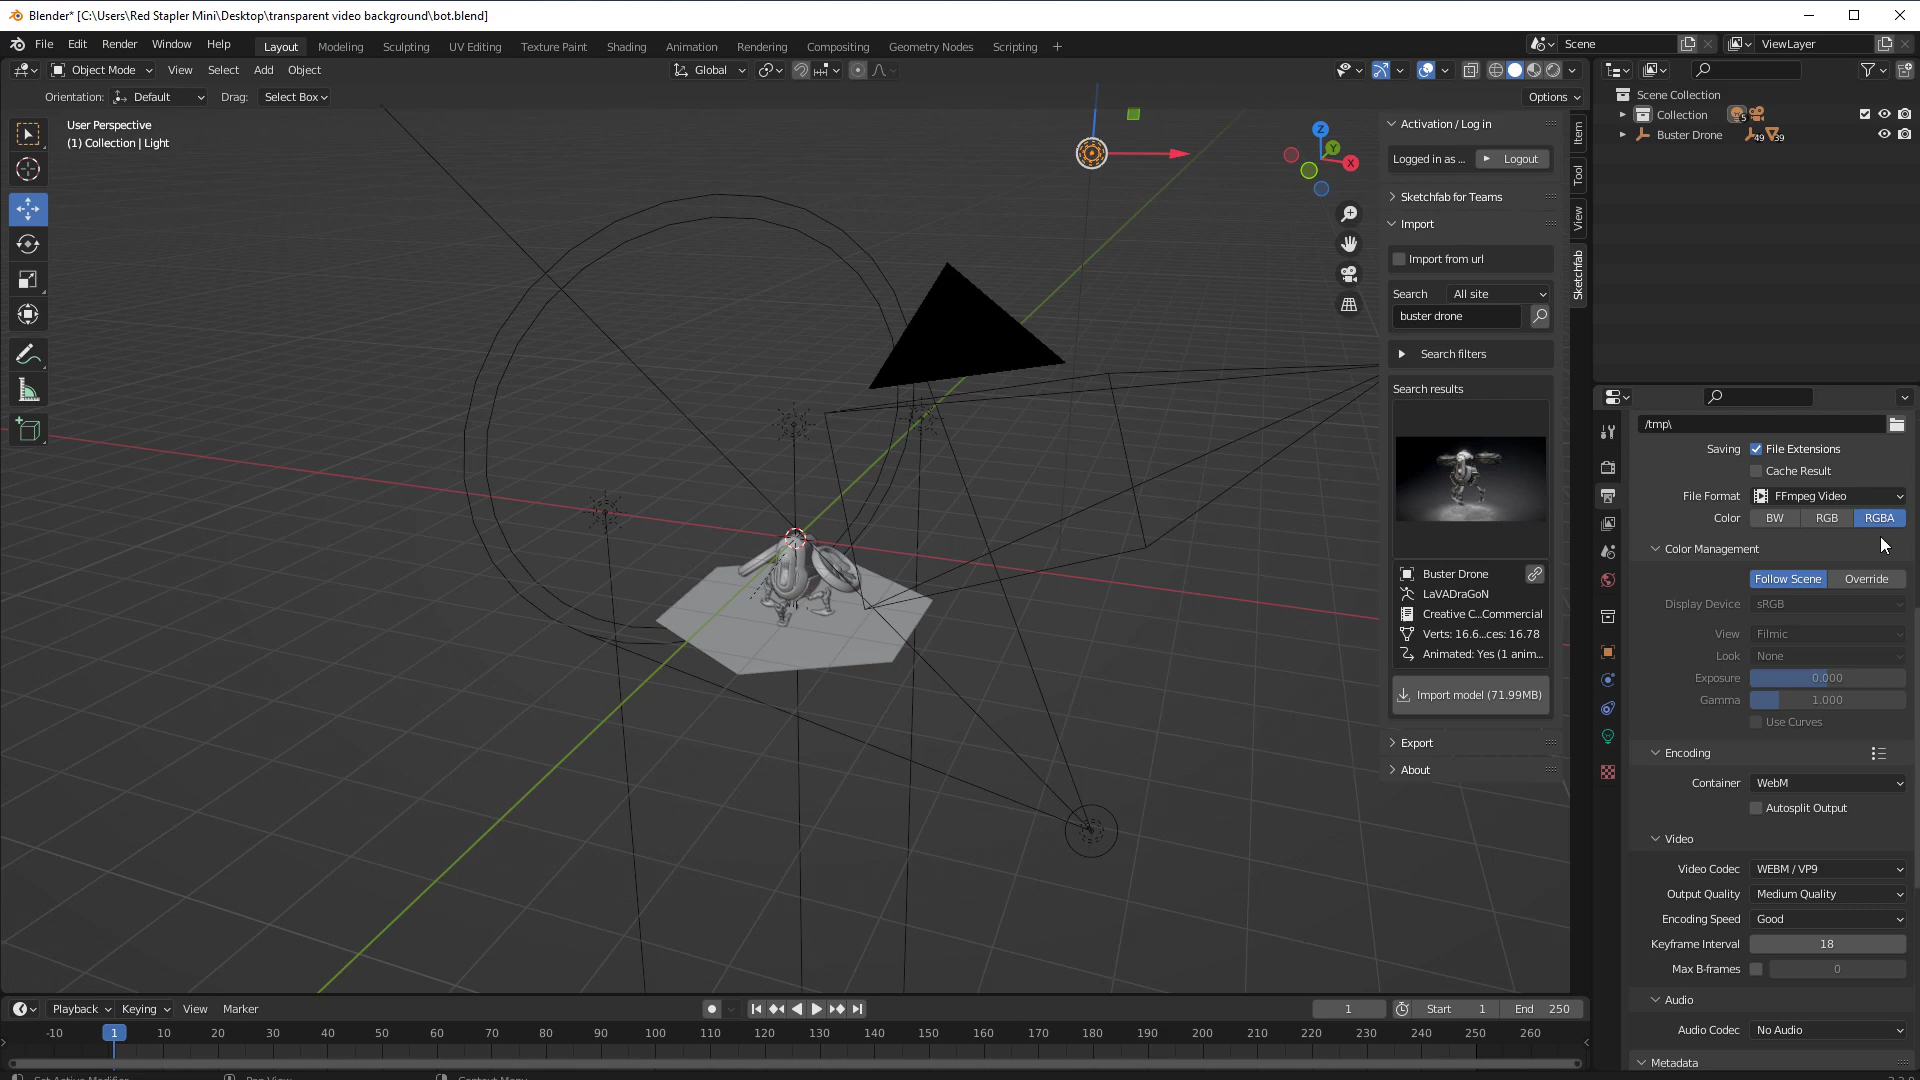 Blender* [C:\Users\Red Stapler Mini\Desktop\transparent video background\bot.blend]
File Edit Render Window Help Layout Modeling Sculpting UV Editing Texture Paint Shading Animation Rendering Compositing Geometry Nodes Scripting + Scene ViewLayer
Object Mode View Select Add Object Global
Orientation: Default Drag: Select Box Options
User Perspective
(1) Collection | Light
Z
Y
X
Activation / Log in
Logged in as ... Logout
Sketchfab for Teams
Import
Import from url
Search All site
buster drone
Search filters
Search results
Buster Drone
LaVADraGoN
Creative C...Commercial
Verts: 16.6...ces: 16.78
Animated: Yes (1 anim...
Import model (71.99MB)
Export
About
Item
Tool
View
Sketchfab
Scene Collection
Collection 5
Buster Drone 49 39
/tmp\
Saving File Extensions
Cache Result
File Format FFmpeg Video
Color BW RGB RGBA
Color Management
Follow Scene Override
Display Device sRGB
View Filmic
Look None
Exposure 0.000
Gamma 1.000
Use Curves
Encoding
Container WebM
Autosplit Output
Video
Video Codec WEBM / VP9
Output Quality Medium Quality
Encoding Speed Good
Keyframe Interval 18
Max B-frames 0
Audio
Audio Codec No Audio
Metadata
Playback Keying View Marker 1 Start 1 End 250
-10 1 10 20 30 40 50 60 70 80 90 100 110 120 130 140 150 160 170 180 190 200 210 220 230 240 250 260